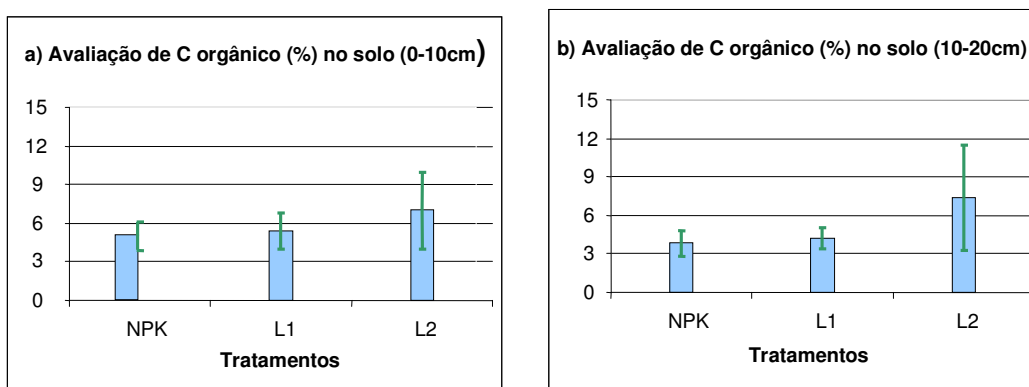 a) Avaliação de C orgânico (%) no solo (0-10cm)
15
12
9
6
3
0
NPK L1 L2
Tratamentos
b) Avaliação de C orgânico (%) no solo (10-20cm)
15
12
9
6
3
0
NPK L1 L2
Tratamentos